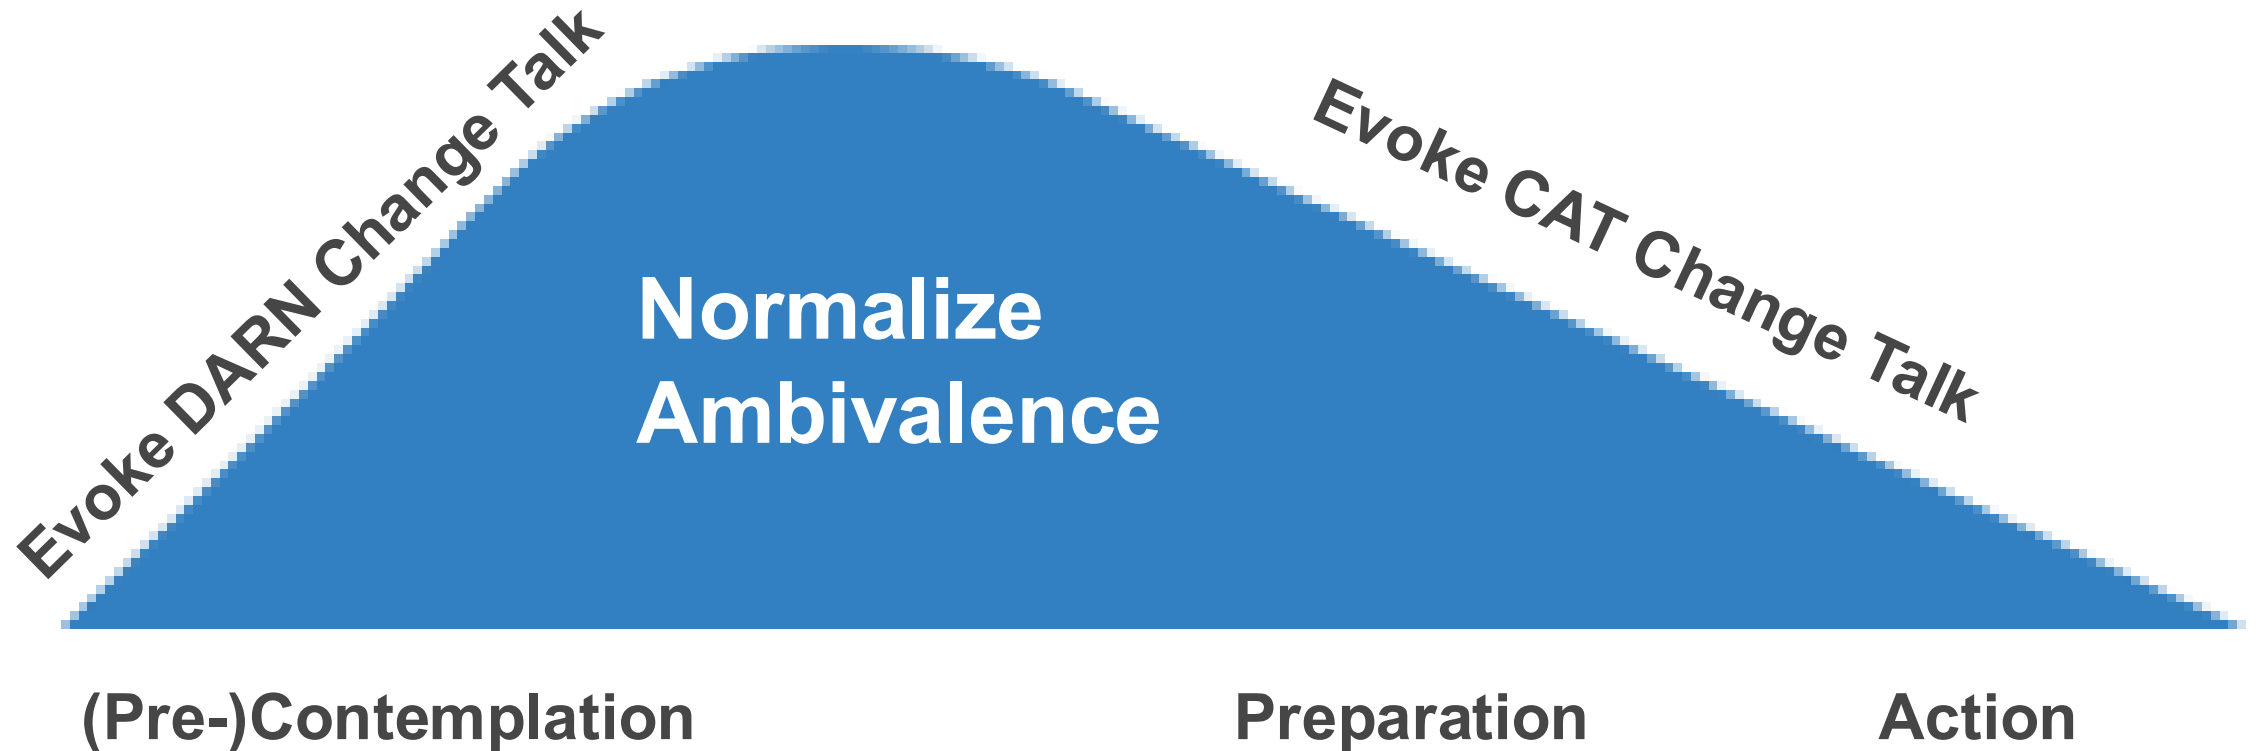 Evoke DARN Change Talk
Evoke CAT Change Talk
Normalize
Ambivalence
(Pre-)Contemplation
Preparation
Action